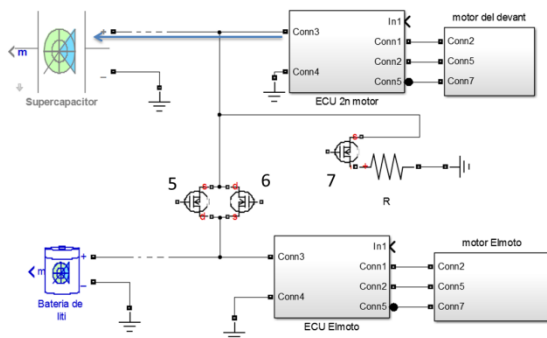 m
+
–
Supercapacitor
Conn3
Conn4
In1
Conn1
Conn2
Conn5
ECU 2n motor
motor del devant
Conn2
Conn5
Conn7
5
6
7
R
m
+
–
Bateria de
liti
Conn3
Conn4
In1
Conn1
Conn2
Conn5
ECU Elmoto
motor Elmoto
Conn2
Conn5
Conn7